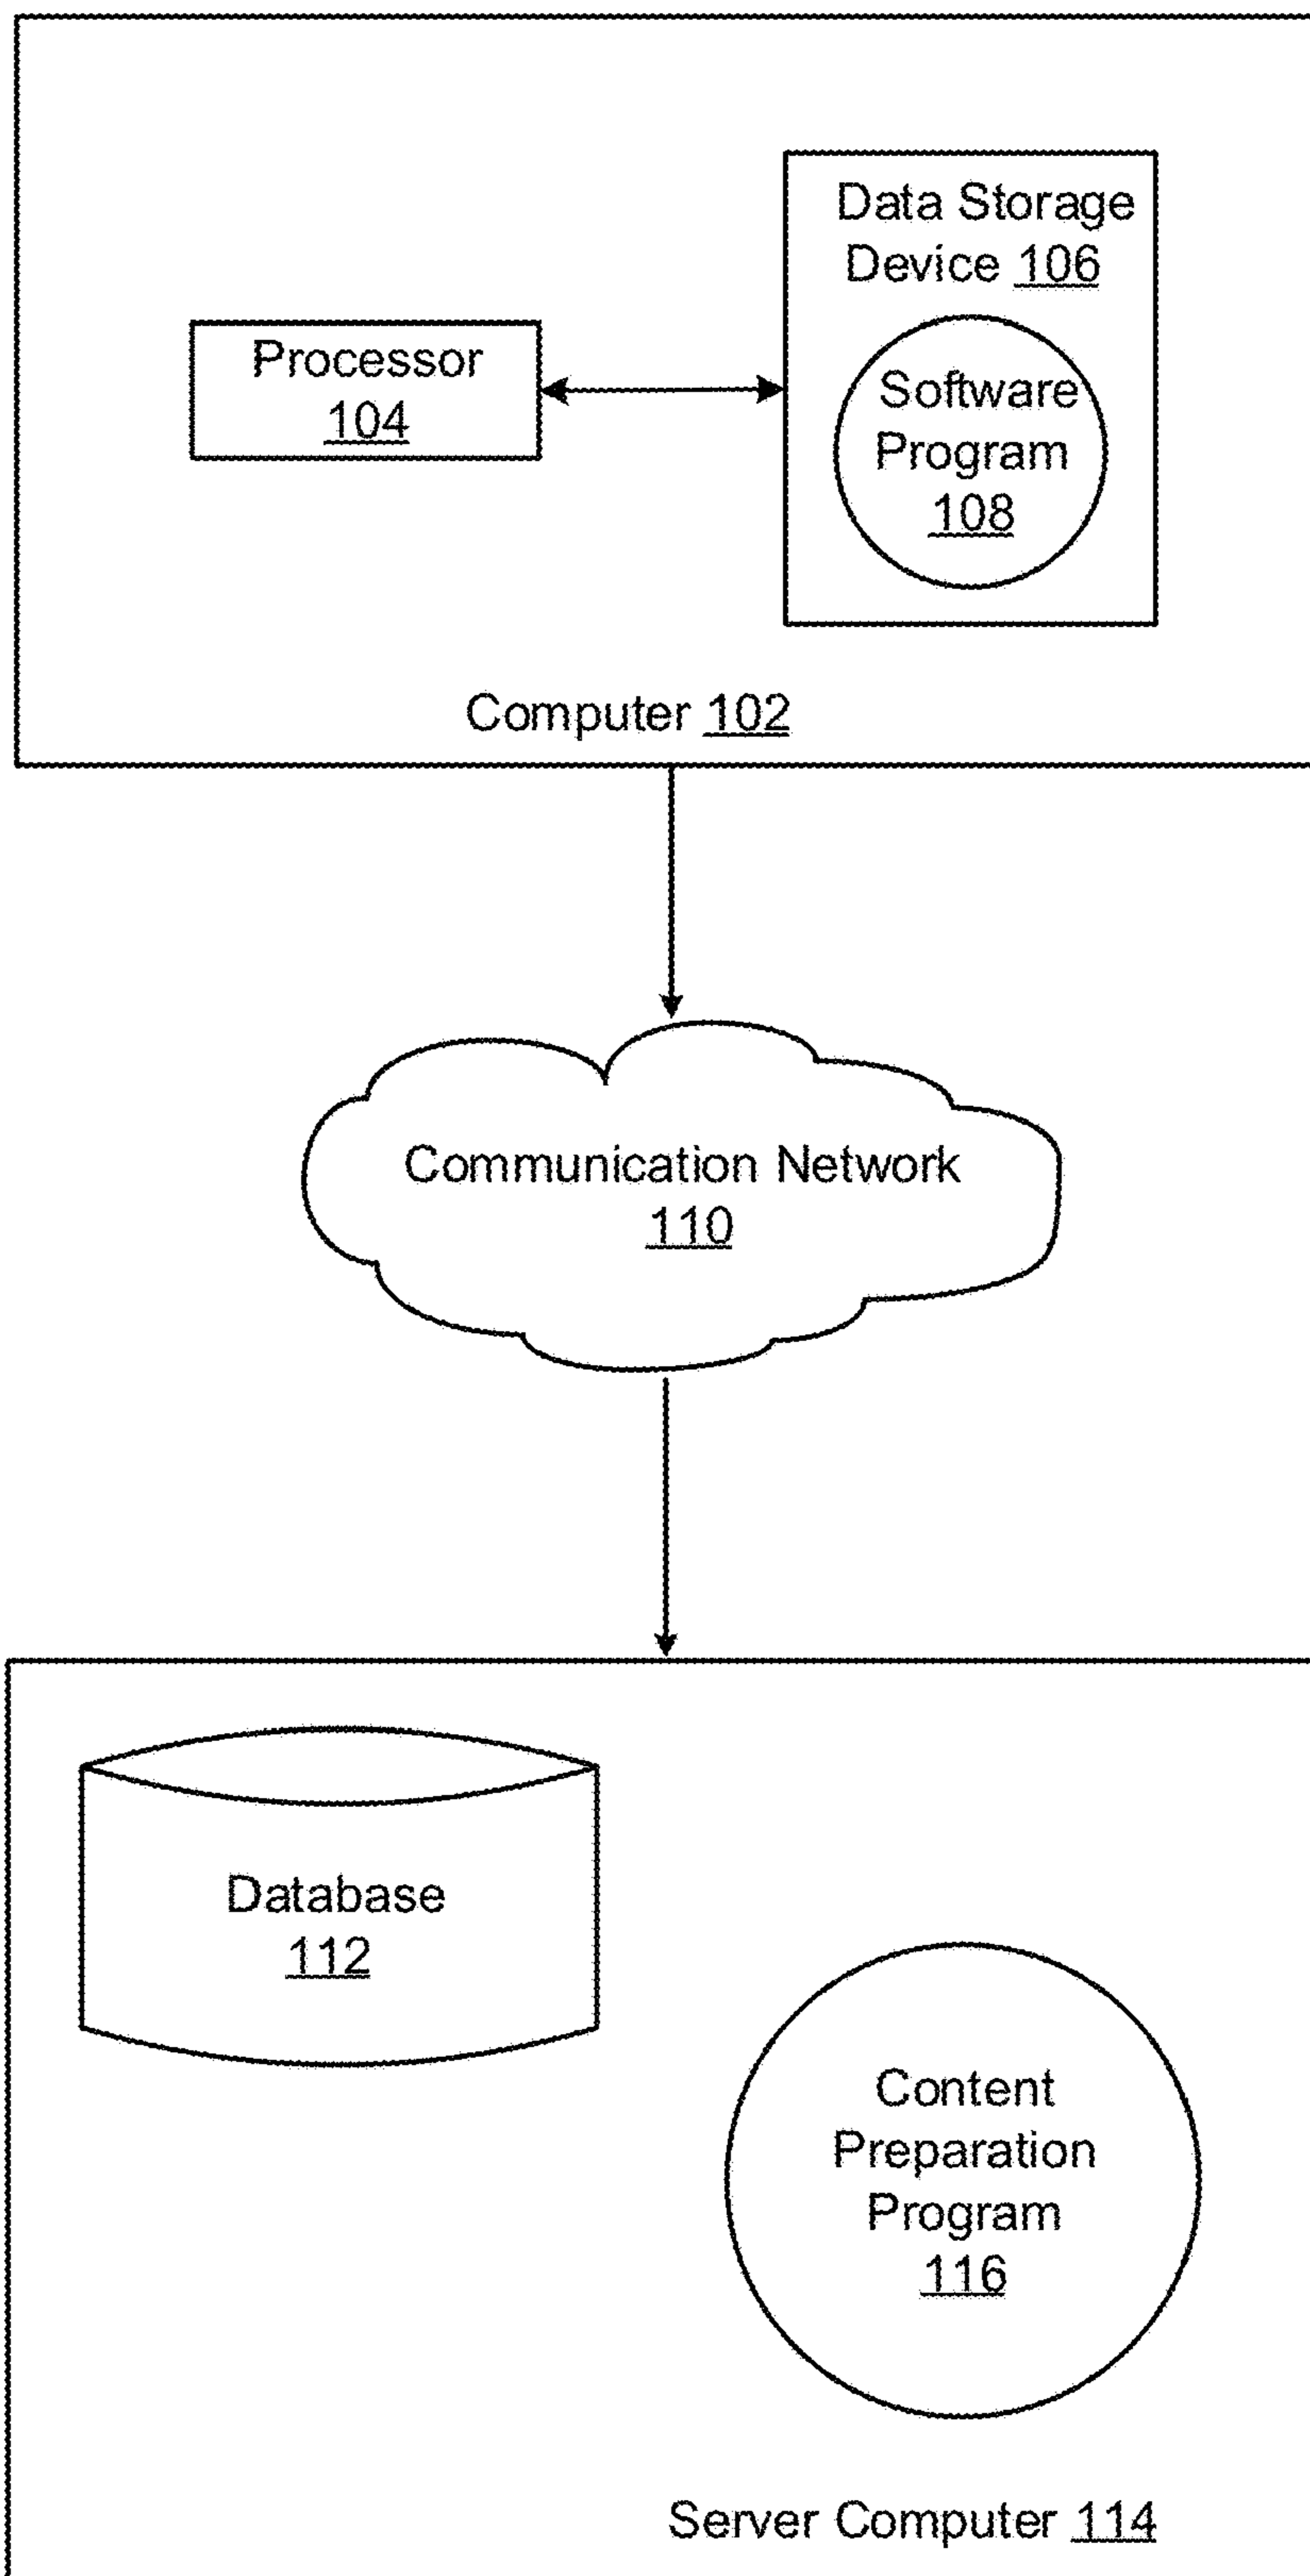 Data Storage
Device 106
Processor
104
Software
Program
108
Computer 102
Communication Network
110
Database
112
Content
Preparation
Program
116
Server Computer 114